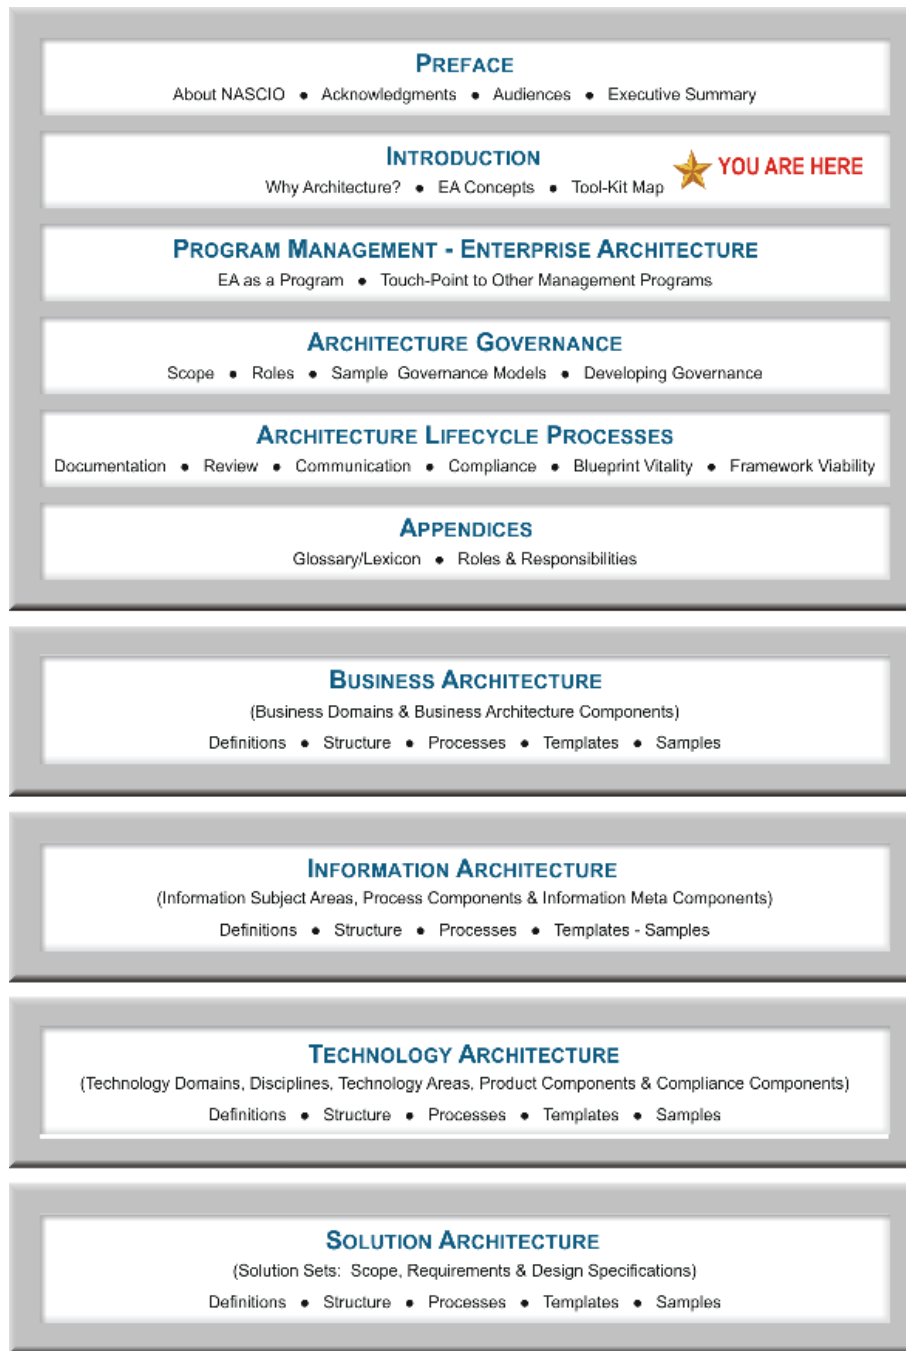 PREFACE
About NASCIO ● Acknowledgments ● Audiences ● Executive Summary
INTRODUCTION
YOU ARE HERE
Why Architecture? ● EA Concepts ● Tool-Kit Map
PROGRAM MANAGEMENT - ENTERPRISE ARCHITECTURE
EA as a Program ● Touch-Point to Other Management Programs
ARCHITECTURE GOVERNANCE
Scope ● Roles ● Sample Governance Models ● Developing Governance
ARCHITECTURE LIFECYCLE PROCESSES
Documentation ● Review ● Communication ● Compliance ● Blueprint Vitality ● Framework Viability
APPENDICES
Glossary/Lexicon ● Roles & Responsibilities
BUSINESS ARCHITECTURE
(Business Domains & Business Architecture Components)
Definitions ● Structure ● Processes ● Templates ● Samples
INFORMATION ARCHITECTURE
(Information Subject Areas, Process Components & Information Meta Components)
Definitions ● Structure ● Processes ● Templates - Samples
TECHNOLOGY ARCHITECTURE
(Technology Domains, Disciplines, Technology Areas, Product Components & Compliance Components)
Definitions ● Structure ● Processes ● Templates ● Samples
SOLUTION ARCHITECTURE
(Solution Sets: Scope, Requirements & Design Specifications)
Definitions ● Structure ● Processes ● Templates ● Samples